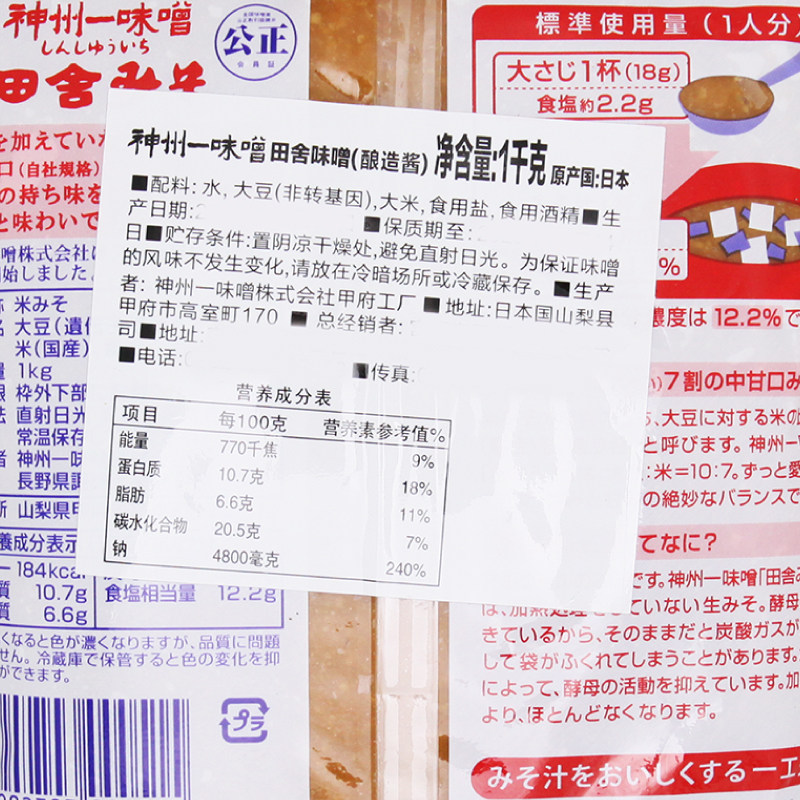 神州一味噌
しんしゅういち
田舎みそ
公正
会員証
を加えていな
口(自社規格)
の持ち味を
と味わいで
噌株式会社は
開始しました
称 米みそ
名 大豆(遺伝
米(国産)
量 1kg
限 枠外下部
法 直射日光
常温保存
者 神州一味
長野県諏
所 山梨県甲
養成分表示
184kcal
質 10.7g
食塩相当量 12.2g
質 6.6g
くなると色が濃くなりますが、品質に問題
せん。冷蔵庫で保管すると色の変化を抑
ができます。
プラ
神州一味噌田舍味噌(酿造酱) 净含量:1千克 原产国:日本
■配料: 水, 大豆(非转基因),大米,食用盐,食用酒精■生
产日期: ■保质期至:
日■贮存条件:置阴凉干燥处,避免直射日光。为保证味噌
的风味不发生变化,请放在冷暗场所或冷藏保存。■生产
者: 神州一味噌株式会社甲府工厂 ■地址:日本国山梨县
甲府市高室町170 ■ 总经销者:
司■地址:
■电话: ■传真:
营养成分表
项目 每100克 营养素参考值%
能量 770千焦 9%
蛋白质 10.7克 18%
脂肪 6.6克 11%
碳水化合物 20.5克 7%
钠 4800毫克 240%
標準使用量(1人分)
大さじ1杯(18g)
食塩約2.2g
%
濃度は12.2%で
7割の中甘口み
、大豆に対する米の
と呼びます。神州一
:米=10:7。ずっと愛
の絶妙なバランスで
てなに?
です。神州一味噌「田舎み
は、加熱処理をしていない生みそ。酵母
きているから、そのままだと炭酸ガスが
して袋がふくれてしまうことがあります。
によって、酵母の活動を抑えています。加
より、ほとんどなくなります。
みそ汁をおいしくする一工